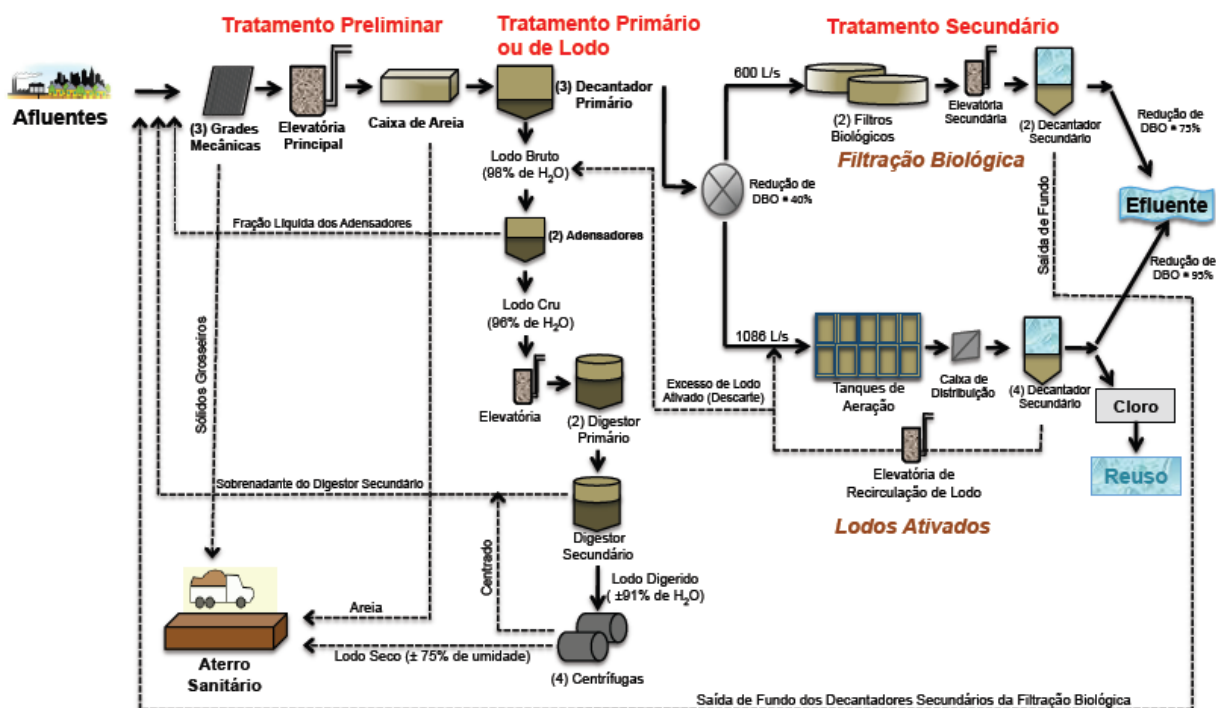 Tratamento Preliminar
Tratamento Primário
ou de Lodo
Tratamento Secundário
Afluentes
(3) Grades
Mecânicas
Elevatória
Principal
Caixa de Areia
(3) Decantador
Primário
600 L/s
(2) Filtros
Biológicos
Elevatória
Secundária
(2) Decantador
Secundário
Redução de
DBO = 75%
Filtração Biológica
Lodo Bruto
(98% de H2O)
Redução de
DBO = 40%
Efluente
Saída de Fundo
Fração Líquida dos Adensadores
(2) Adensadores
Redução de
DBO = 95%
Lodo Cru
(96% de H2O)
1086 L/s
Sólidos Grosseiros
Elevatória
(2) Digestor
Primário
Excesso de Lodo
Ativado (Descarte)
Tanques de
Aeração
Caixa de
Distribuição
(4) Decantador
Secundário
Cloro
Elevatória de
Recirculação de Lodo
Reuso
Lodos Ativados
Sobrenadante do Digestor Secundário
Digestor
Secundário
Centrado
Lodo Digerido
( ±91% de H2O)
Areia
Lodo Seco (± 75% de umidade)
(4) Centrífugas
Aterro
Sanitário
Saída de Fundo dos Decantadores Secundários da Filtração Biológica